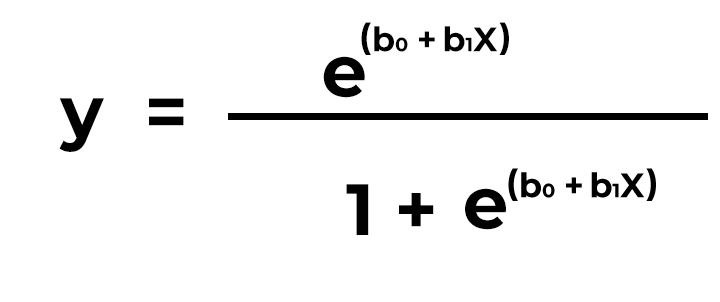 e^(b₀ + b₁X)
y =
1 + e^(b₀ + b₁X)